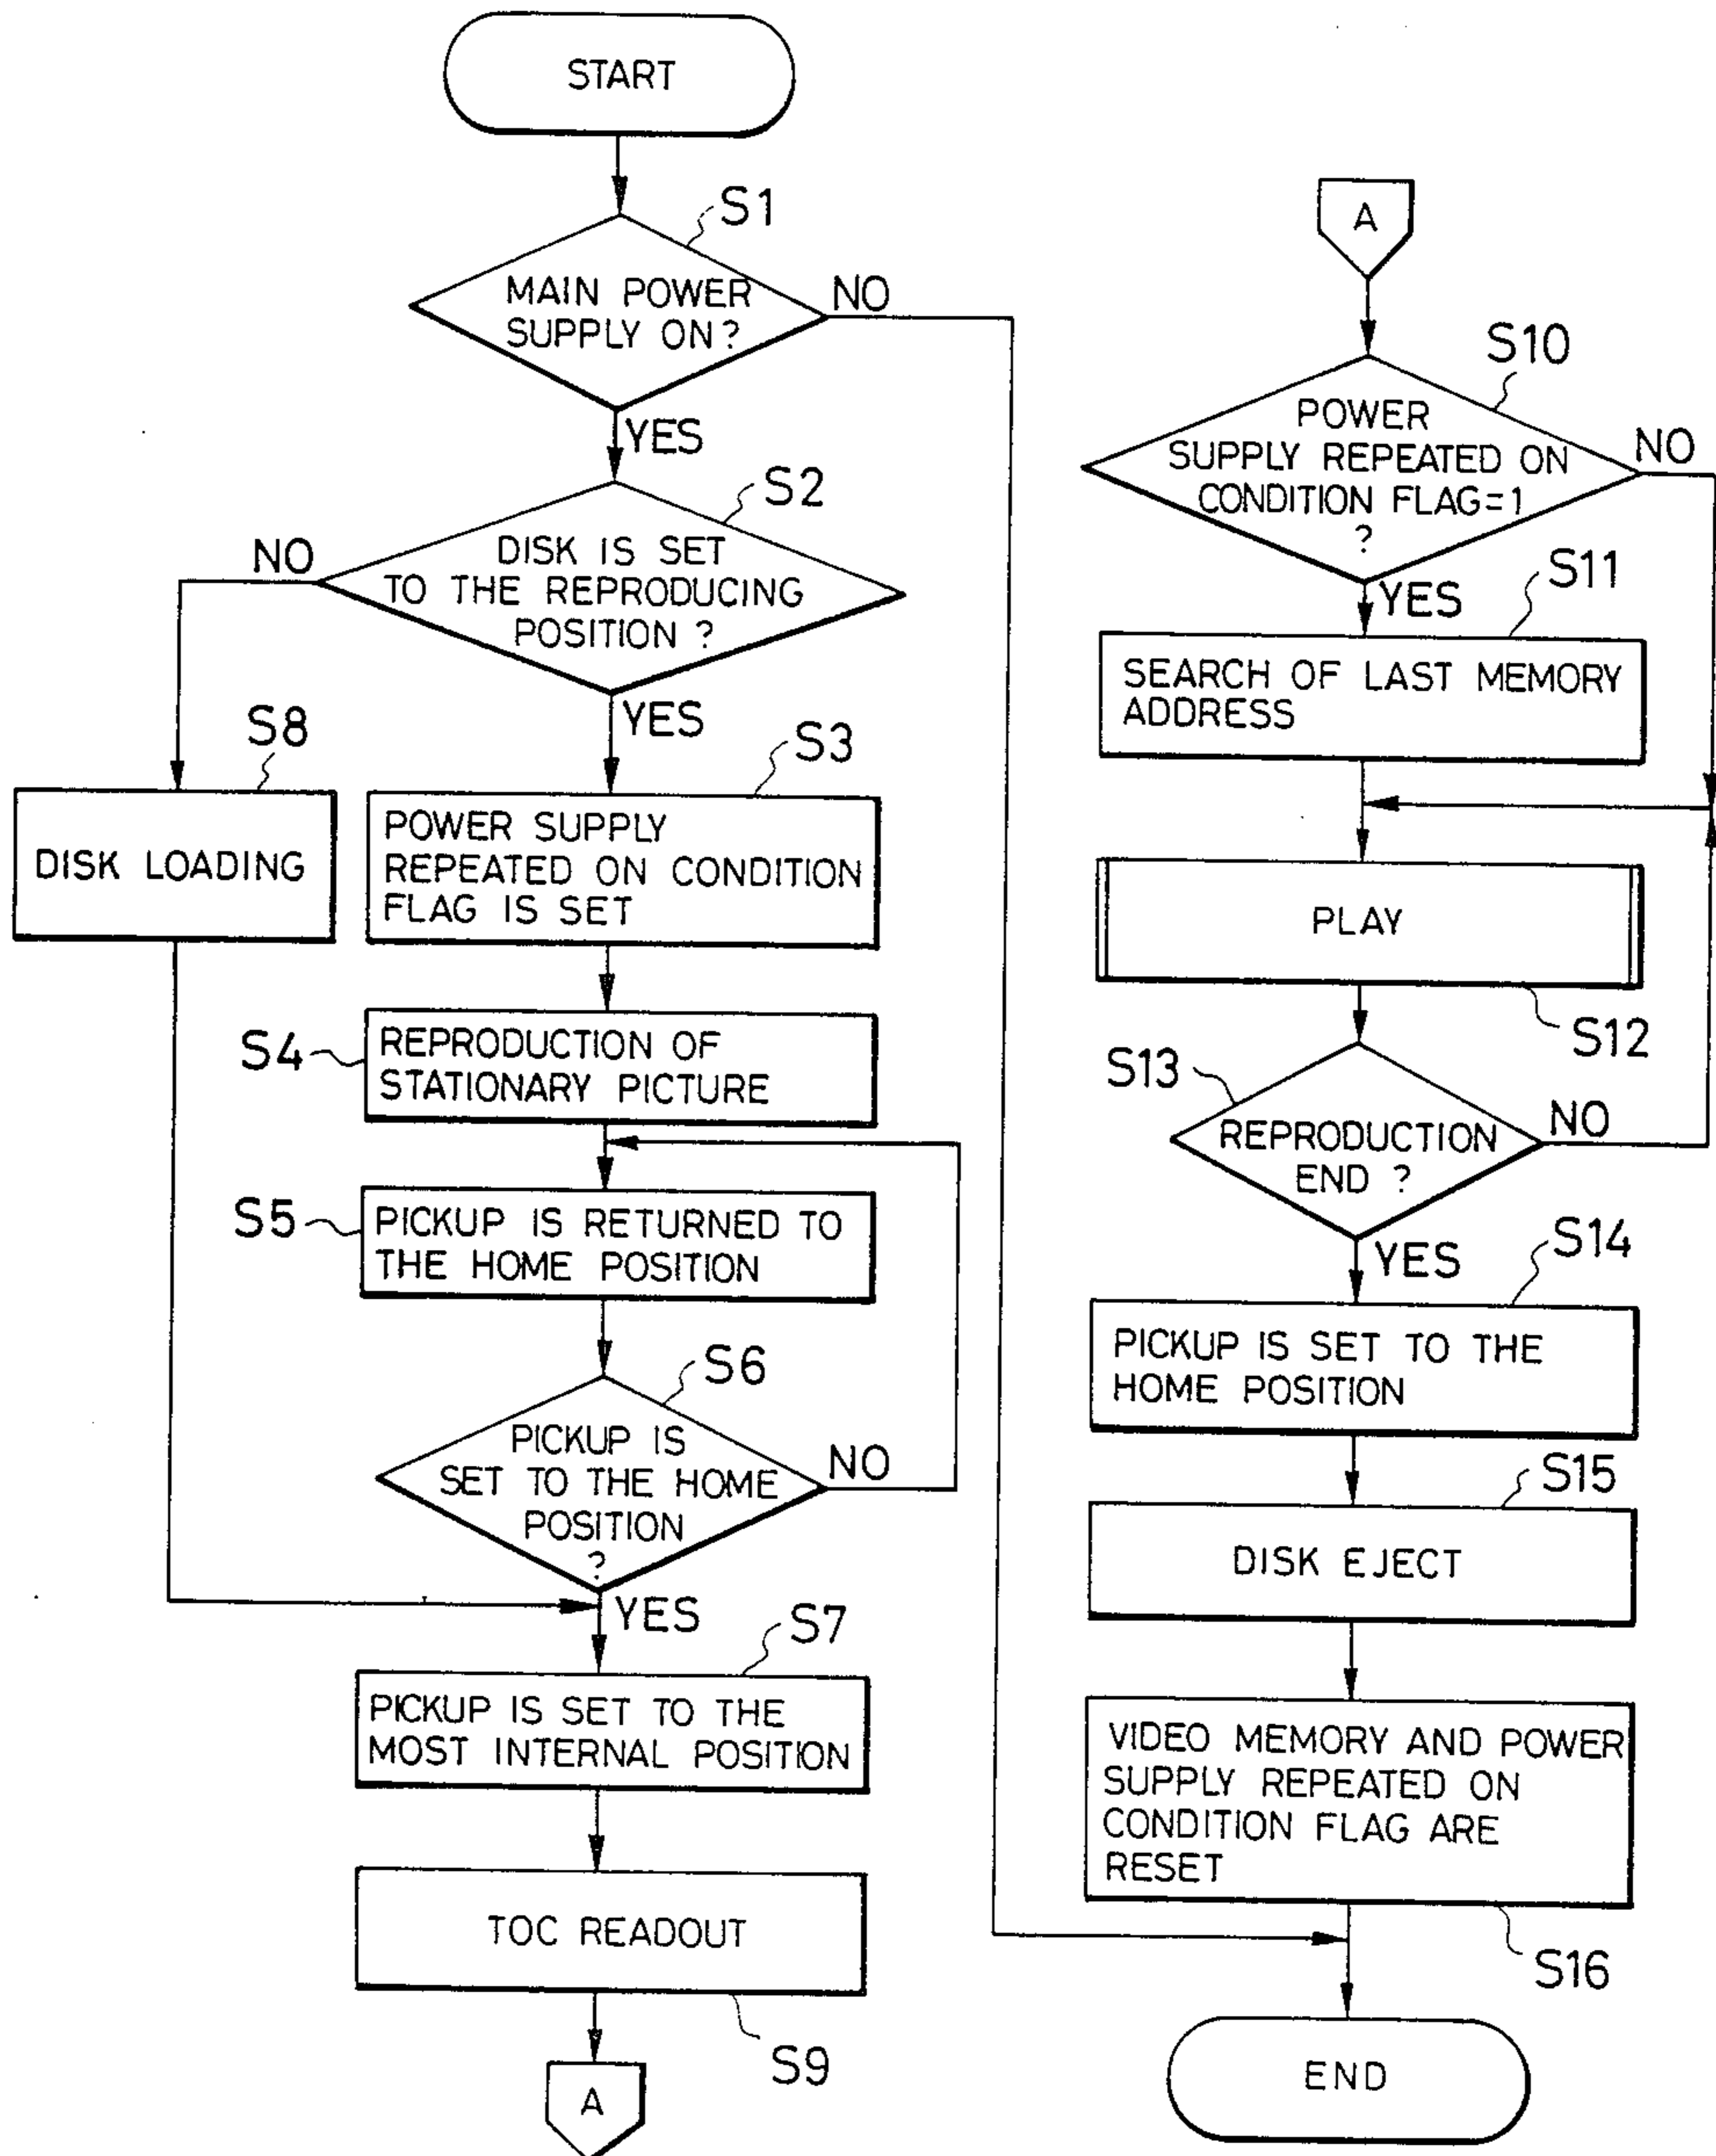 START
S1
MAIN POWER
SUPPLY ON?
NO
YES
S2
DISK IS SET
TO THE REPRODUCING
POSITION ?
NO
YES
S8
DISK LOADING
S3
POWER SUPPLY
REPEATED ON CONDITION
FLAG IS SET
S4
REPRODUCTION OF
STATIONARY PICTURE
S5
PICKUP IS RETURNED TO
THE HOME POSITION
S6
PICKUP IS
SET TO THE HOME
POSITION
?
NO
YES
S7
PICKUP IS SET TO THE
MOST INTERNAL POSITION
TOC READOUT
S9
A
A
S10
POWER
SUPPLY REPEATED ON
CONDITION FLAG=1
?
NO
YES
S11
SEARCH OF LAST MEMORY
ADDRESS
PLAY
S12
S13
REPRODUCTION
END ?
NO
YES
S14
PICKUP IS SET TO THE
HOME POSITION
S15
DISK EJECT
VIDEO MEMORY AND POWER
SUPPLY REPEATED ON
CONDITION FLAG ARE
RESET
S16
END